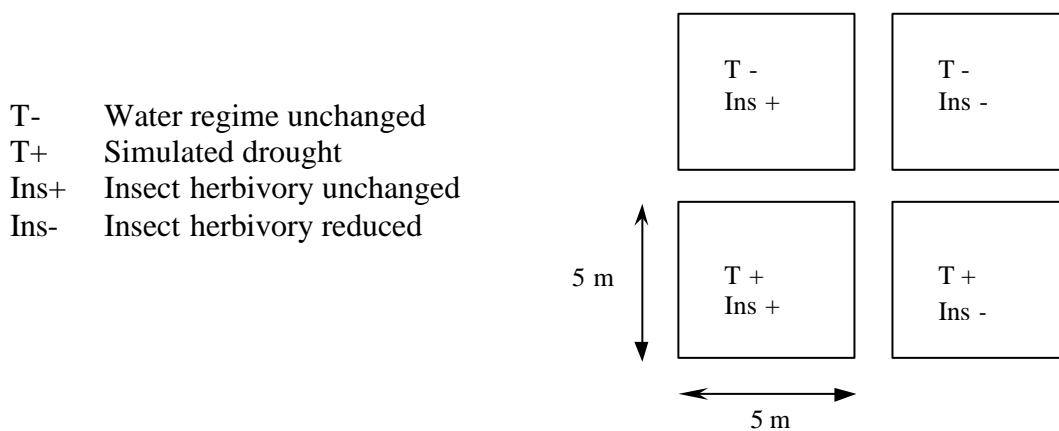 T- Water regime unchanged
T+ Simulated drought
Ins+ Insect herbivory unchanged
Ins- Insect herbivory reduced
T -
Ins +
T -
Ins -
T +
Ins +
T +
Ins -
5 m
5 m